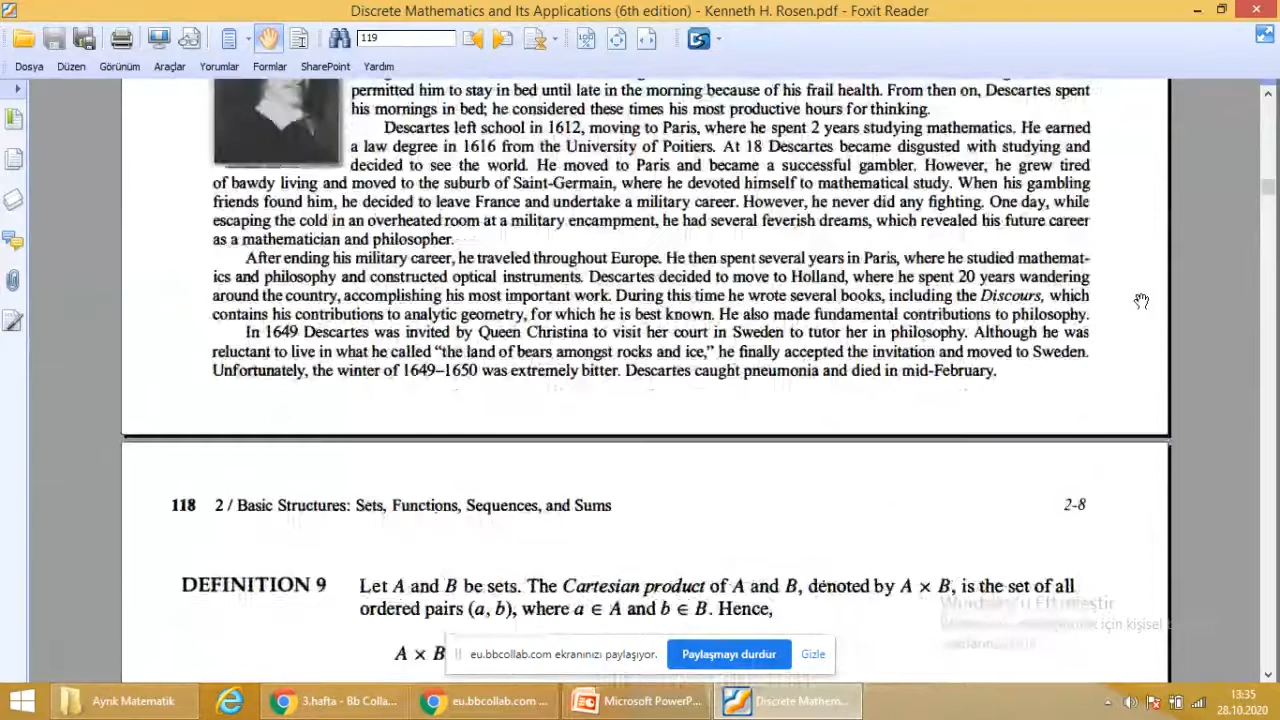 Discrete Mathematics and Its Applications (6th edition) - Kenneth H. Rosen.pdf - Foxit Reader
119
Dosya Düzen Görünüm Araçlar Yorumlar Formlar SharePoint Yardım
permitted him to stay in bed until late in the morning because of his frail health. From then on, Descartes spent
his mornings in bed; he considered these times his most productive hours for thinking.
Descartes left school in 1612, moving to Paris, where he spent 2 years studying mathematics. He earned
a law degree in 1616 from the University of Poitiers. At 18 Descartes became disgusted with studying and
decided to see the world. He moved to Paris and became a successful gambler. However, he grew tired
of bawdy living and moved to the suburb of Saint-Germain, where he devoted himself to mathematical study. When his gambling
friends found him, he decided to leave France and undertake a military career. However, he never did any fighting. One day, while
escaping the cold in an overheated room at a military encampment, he had several feverish dreams, which revealed his future career
as a mathematician and philosopher.
After ending his military career, he traveled throughout Europe. He then spent several years in Paris, where he studied mathemat-
ics and philosophy and constructed optical instruments. Descartes decided to move to Holland, where he spent 20 years wandering
around the country, accomplishing his most important work. During this time he wrote several books, including the Discours, which
contains his contributions to analytic geometry, for which he is best known. He also made fundamental contributions to philosophy.
In 1649 Descartes was invited by Queen Christina to visit her court in Sweden to tutor her in philosophy. Although he was
reluctant to live in what he called “the land of bears amongst rocks and ice,” he finally accepted the invitation and moved to Sweden.
Unfortunately, the winter of 1649–1650 was extremely bitter. Descartes caught pneumonia and died in mid-February.
118 2 / Basic Structures: Sets, Functions, Sequences, and Sums 2-8
DEFINITION 9 Let A and B be sets. The Cartesian product of A and B, denoted by A × B, is the set of all
ordered pairs (a, b), where a ∈ A and b ∈ B. Hence,
için kişisel
A × B
eu.bbcollab.com ekranınızı paylaşıyor. Paylaşmayı durdur Gizle
Ayrık Matematik 3.hafta - Bb Colla... eu.bbcollab.com ... Microsoft PowerP... Discrete Mathem...
13:35
28.10.2020